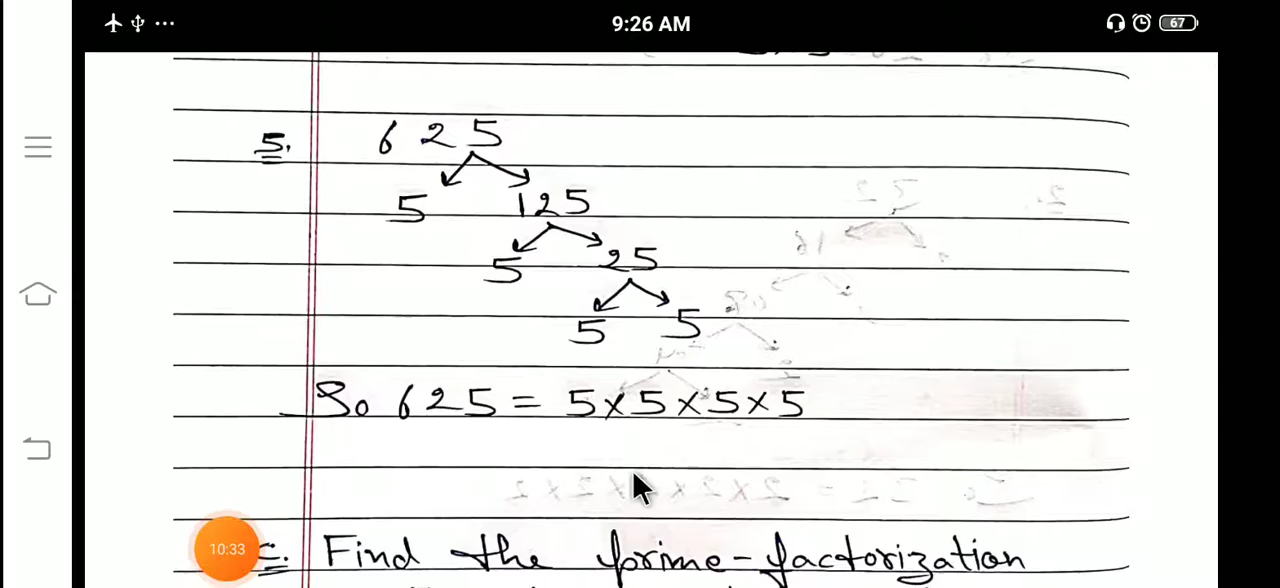 9:26 AM
67
5. 625
5 125
5 25
5 5
So 625 = 5×5×5×5
10:33
Find the prime-factorization